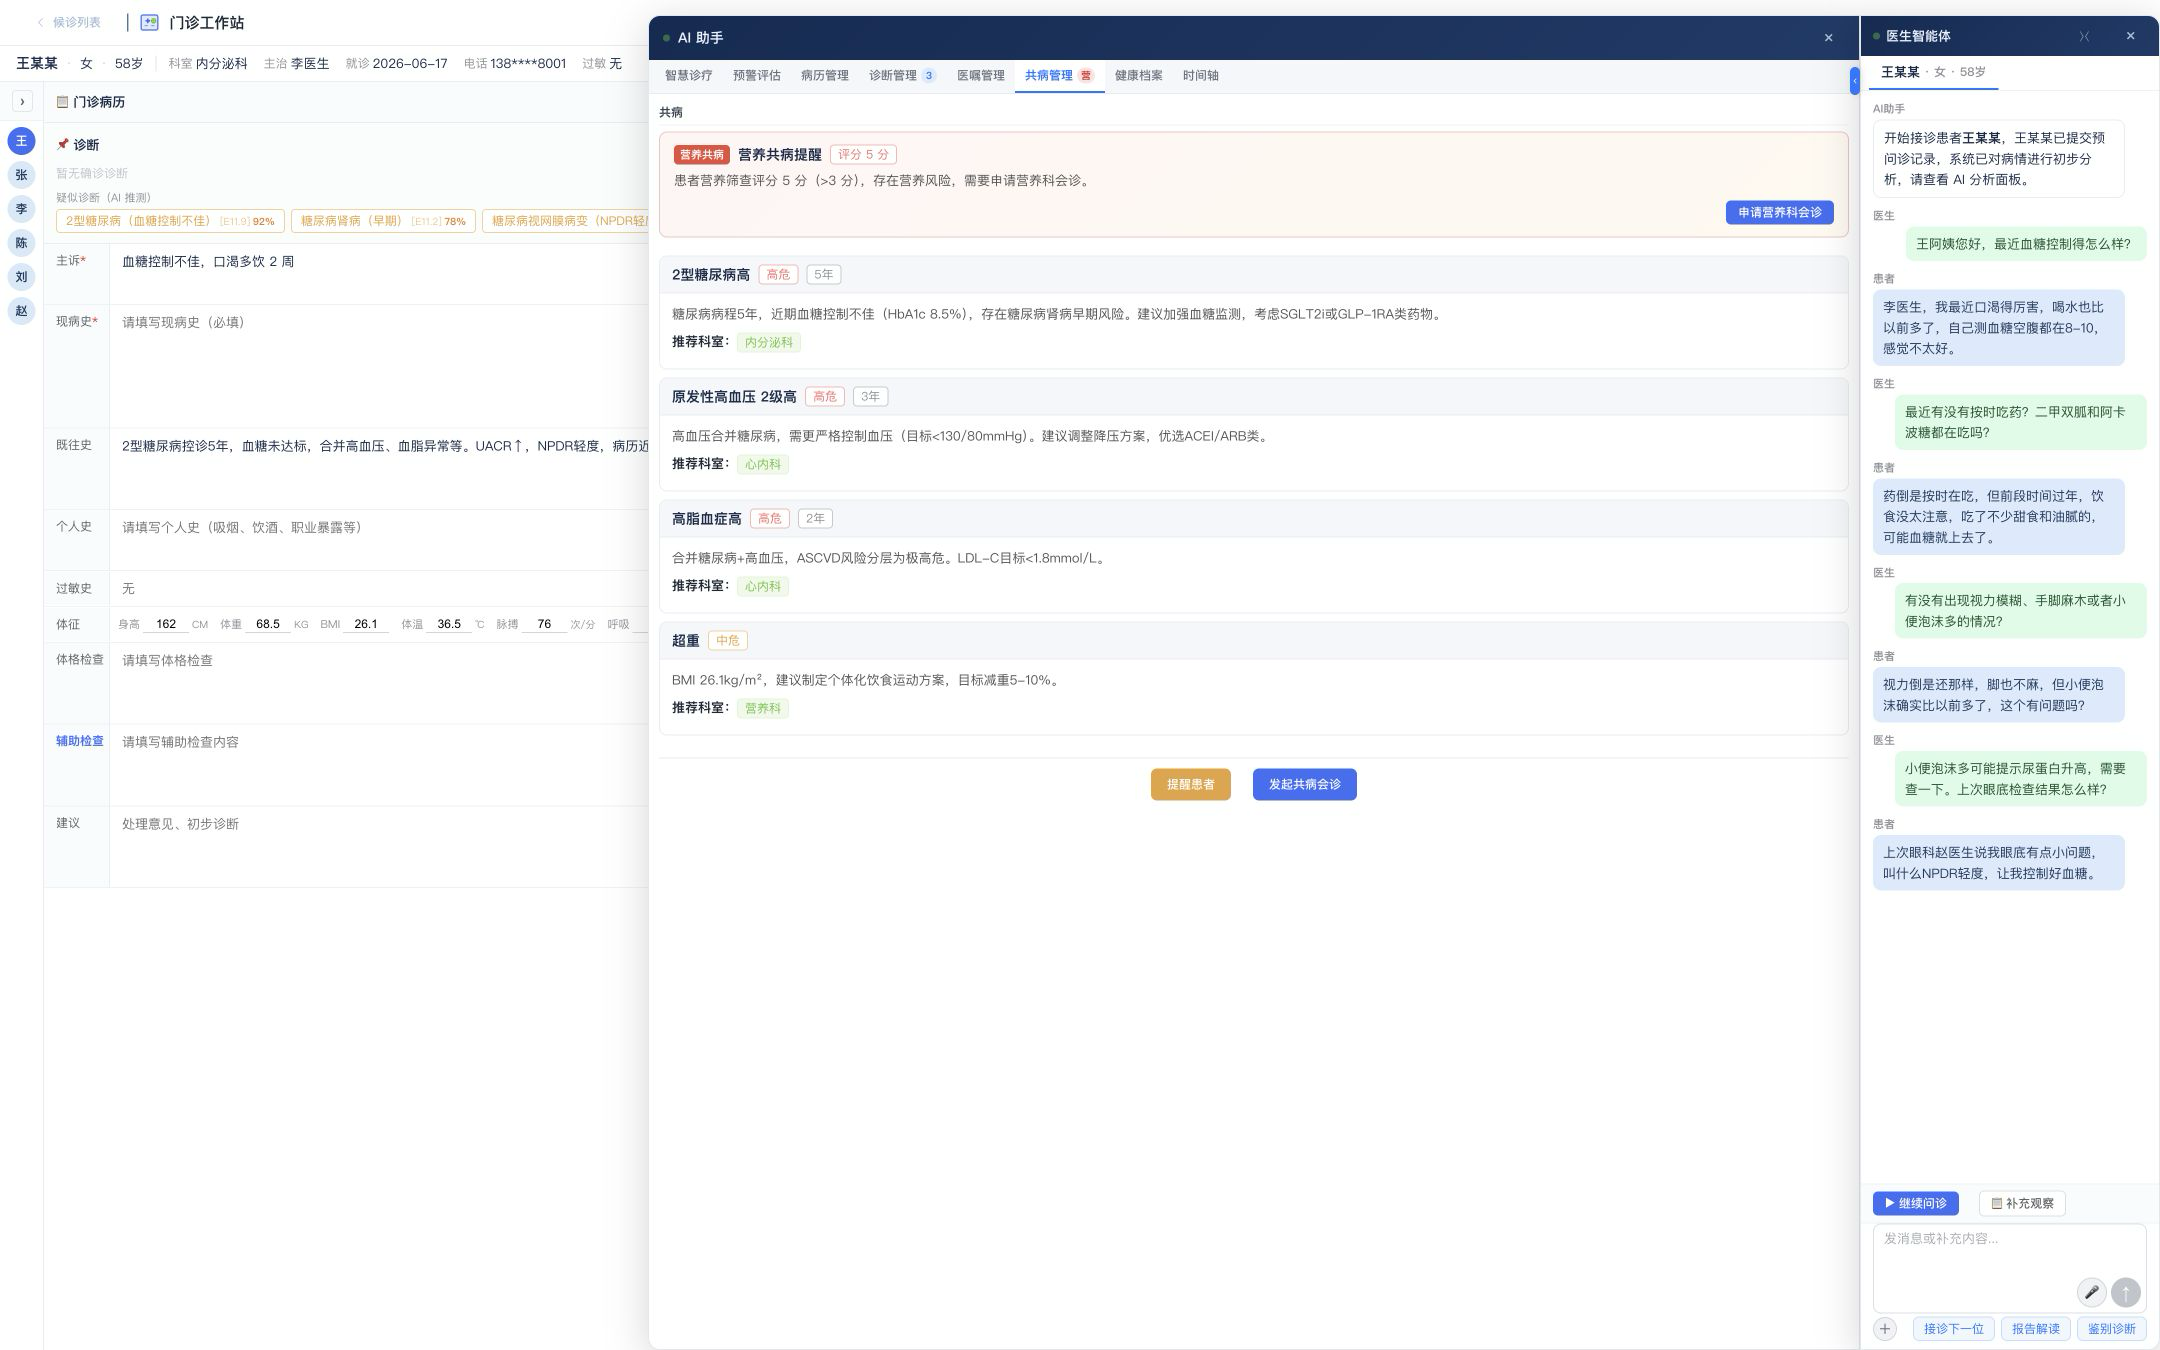 候诊列表
门诊工作站
王某某 · 女 · 58岁 科室 内分泌科 主治 李医生 就诊 2026-06-17 电话 138****8001 过敏 无
王
张
李
陈
刘
赵
门诊病历
诊断
暂无确诊诊断
疑似诊断（AI 推测）
2型糖尿病（血糖控制不佳） [E11.9] 92%
糖尿病肾病（早期） [E11.2] 78%
糖尿病视网膜病变（NPDR轻
主诉*
血糖控制不佳，口渴多饮 2 周
现病史*
请填写现病史（必填）
既往史
2型糖尿病控诊5年，血糖未达标，合并高血压、血脂异常等。UACR↑，NPDR轻度，病历近
个人史
请填写个人史（吸烟、饮酒、职业暴露等）
过敏史
无
体征
身高 162 CM 体重 68.5 KG BMI 26.1 体温 36.5 ℃ 脉搏 76 次/分 呼吸
体格检查
请填写体格检查
辅助检查
请填写辅助检查内容
建议
处理意见、初步诊断
AI 助手
×
智慧诊疗 预警评估 病历管理 诊断管理 3 医嘱管理 共病管理 营 健康档案 时间轴
共病
营养共病 营养共病提醒 评分 5 分
患者营养筛查评分 5 分（>3 分），存在营养风险，需要申请营养科会诊。
申请营养科会诊
2型糖尿病高 高危 5年
糖尿病病程5年，近期血糖控制不佳（HbA1c 8.5%），存在糖尿病肾病早期风险。建议加强血糖监测，考虑SGLT2i或GLP-1RA类药物。
推荐科室： 内分泌科
原发性高血压 2级高 高危 3年
高血压合并糖尿病，需更严格控制血压（目标<130/80mmHg）。建议调整降压方案，优选ACEI/ARB类。
推荐科室： 心内科
高脂血症高 高危 2年
合并糖尿病+高血压，ASCVD风险分层为极高危。LDL-C目标<1.8mmol/L。
推荐科室： 心内科
超重 中危
BMI 26.1kg/m²，建议制定个体化饮食运动方案，目标减重5-10%。
推荐科室： 营养科
提醒患者
发起共病会诊
医生智能体
×
王某某 · 女 · 58岁
AI助手
开始接诊患者王某某，王某某已提交预
问诊记录，系统已对病情进行初步分
析，请查看 AI 分析面板。
医生
王阿姨您好，最近血糖控制得怎么样？
患者
李医生，我最近口渴得厉害，喝水也比
以前多了，自己测血糖空腹都在8-10，
感觉不太好。
医生
最近有没有按时吃药？二甲双胍和阿卡
波糖都在吃吗？
患者
药倒是按时在吃，但前段时间过年，饮
食没太注意，吃了不少甜食和油腻的，
可能血糖就上去了。
医生
有没有出现视力模糊、手脚麻木或者小
便泡沫多的情况？
患者
视力倒是还那样，脚也不麻，但小便泡
沫确实比以前多了，这个有问题吗？
医生
小便泡沫多可能提示尿蛋白升高，需要
查一下。上次眼底检查结果怎么样？
患者
上次眼科赵医生说我眼底有点小问题，
叫什么NPDR轻度，让我控制好血糖。
继续问诊
补充观察
发消息或补充内容...
接诊下一位
报告解读
鉴别诊断